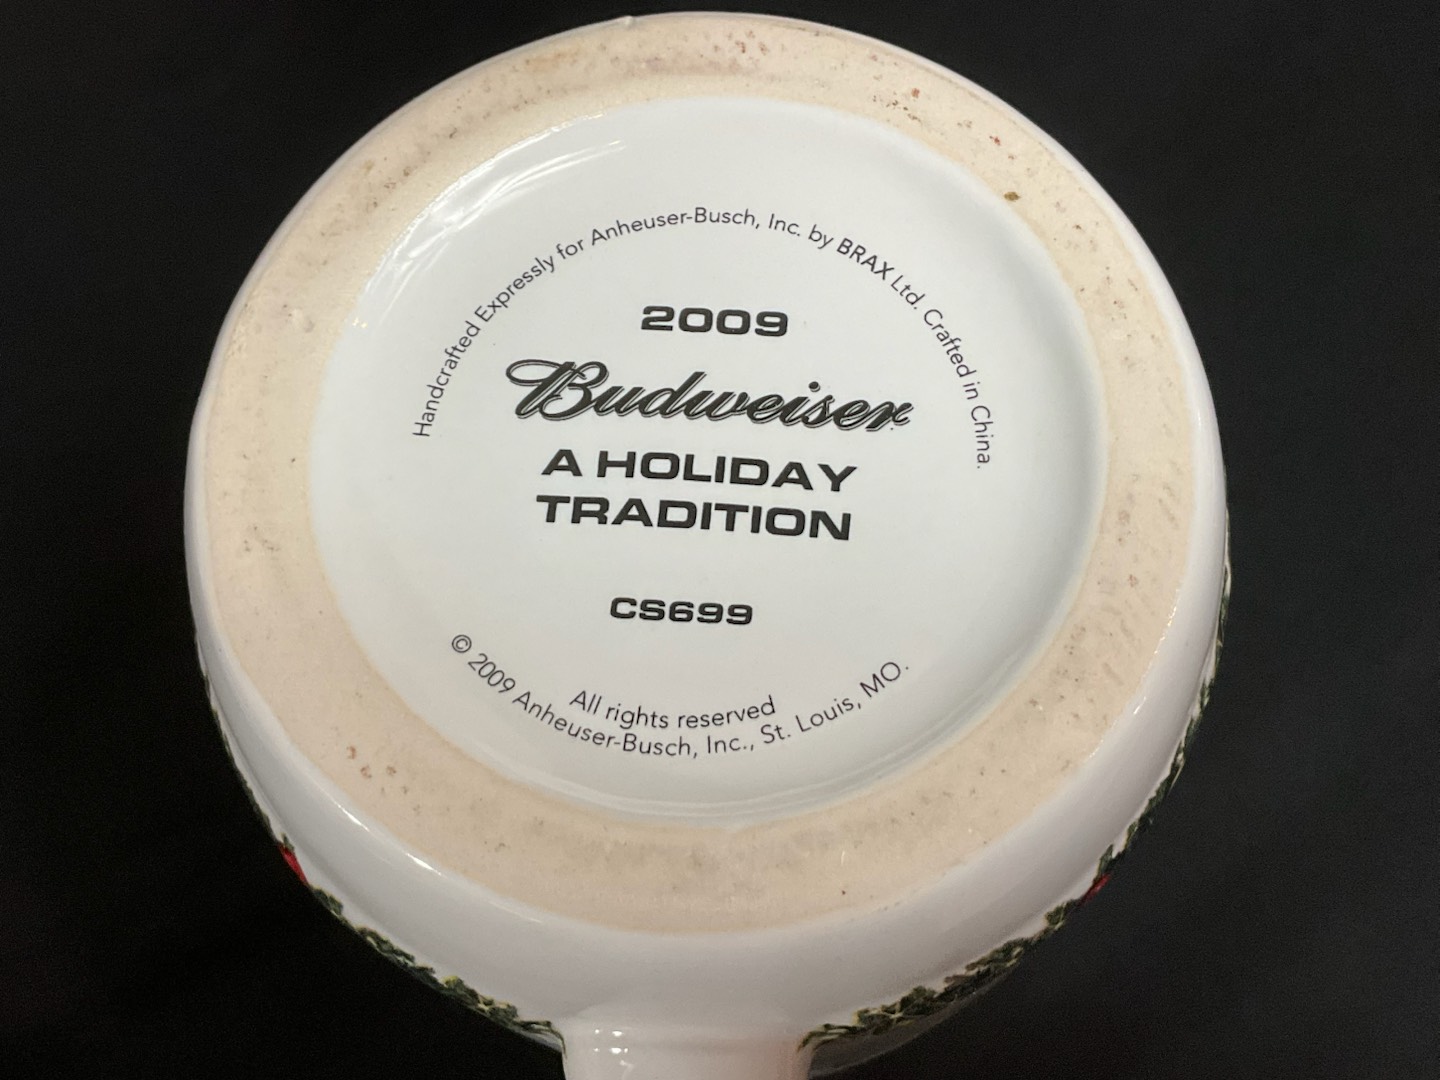 Handcrafted Expressly for Anheuser-Busch, Inc. by BRAX Ltd. Crafted in China.
2009
Budweiser
A HOLIDAY
TRADITION
CS699
All rights reserved
© 2009 Anheuser-Busch, Inc., St. Louis, MO.